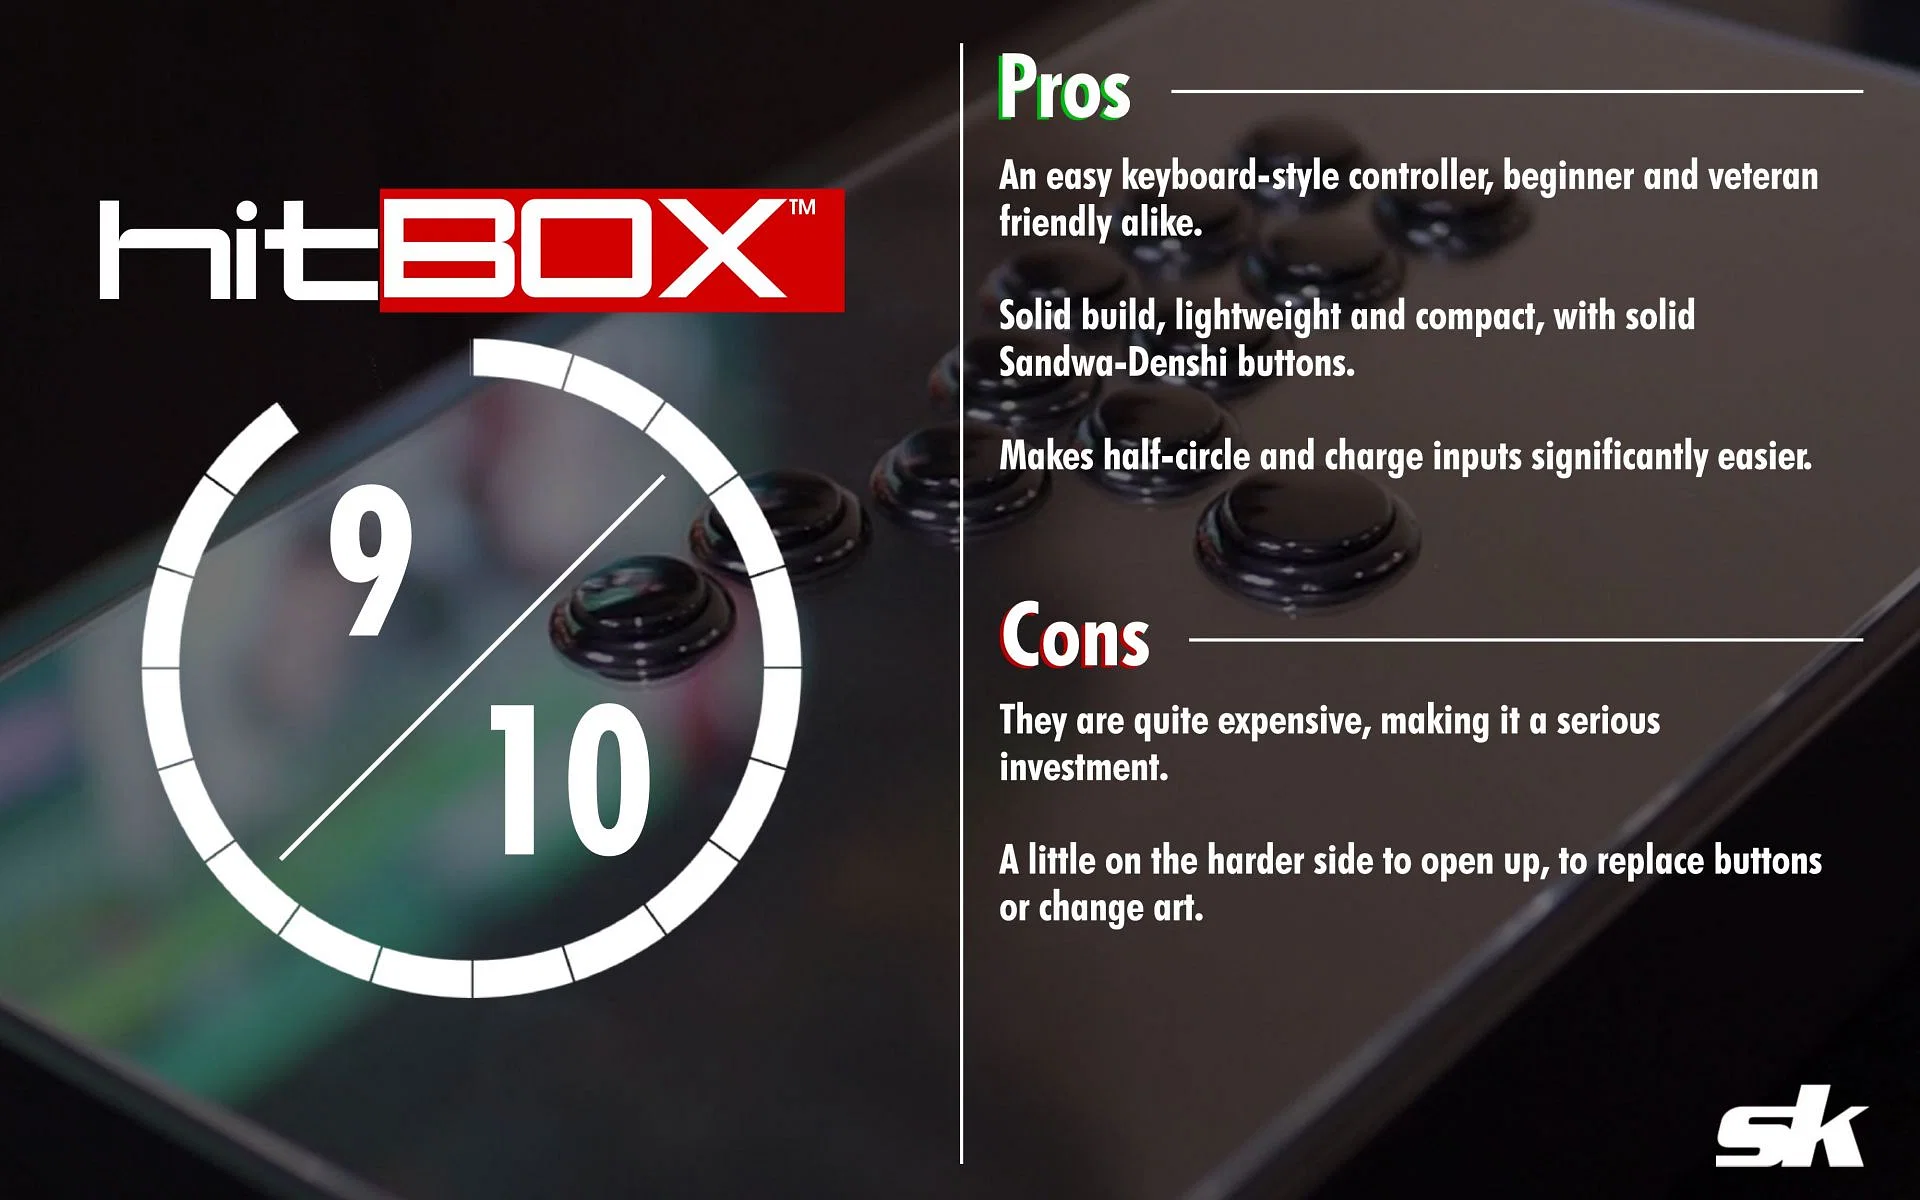 hitBOX™
9
10
Pros
An easy keyboard-style controller, beginner and veteran
friendly alike.
Solid build, lightweight and compact, with solid
Sandwa-Denshi buttons.
Makes half-circle and charge inputs significantly easier.
Cons
They are quite expensive, making it a serious
investment.
A little on the harder side to open up, to replace buttons
or change art.
sk